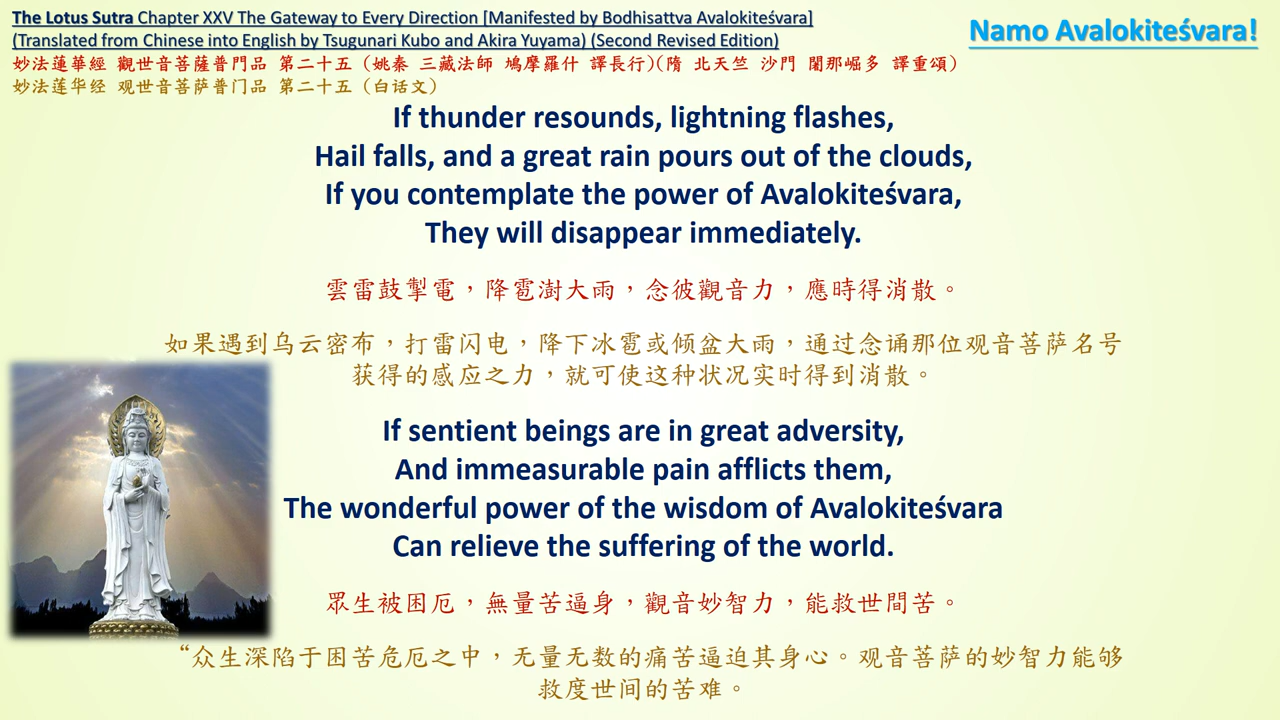 The Lotus Sutra Chapter XXV The Gateway to Every Direction [Manifested by Bodhisattva Avalokiteśvara]
(Translated from Chinese into English by Tsugunari Kubo and Akira Yuyama) (Second Revised Edition)
Namo Avalokiteśvara!
妙法蓮華經 觀世音菩薩普門品 第二十五 (姚秦 三藏法師 鳩摩羅什 譯長行)(隋 北天竺 沙門 闍那崛多 譯重頌)
妙法莲华经 观世音菩萨普门品 第二十五 (白话文)
If thunder resounds, lightning flashes,
Hail falls, and a great rain pours out of the clouds,
If you contemplate the power of Avalokiteśvara,
They will disappear immediately.
雲雷鼓掣電，降雹澍大雨，念彼觀音力，應時得消散。
如果遇到乌云密布，打雷闪电，降下冰雹或倾盆大雨，通过念诵那位观音菩萨名号
获得的感应之力，就可使这种状况实时得到消散。
If sentient beings are in great adversity,
And immeasurable pain afflicts them,
The wonderful power of the wisdom of Avalokiteśvara
Can relieve the suffering of the world.
眾生被困厄，無量苦逼身，觀音妙智力，能救世間苦。
“众生深陷于困苦危厄之中，无量无数的痛苦逼迫其身心。观音菩萨的妙智力能够
救度世间的苦难。